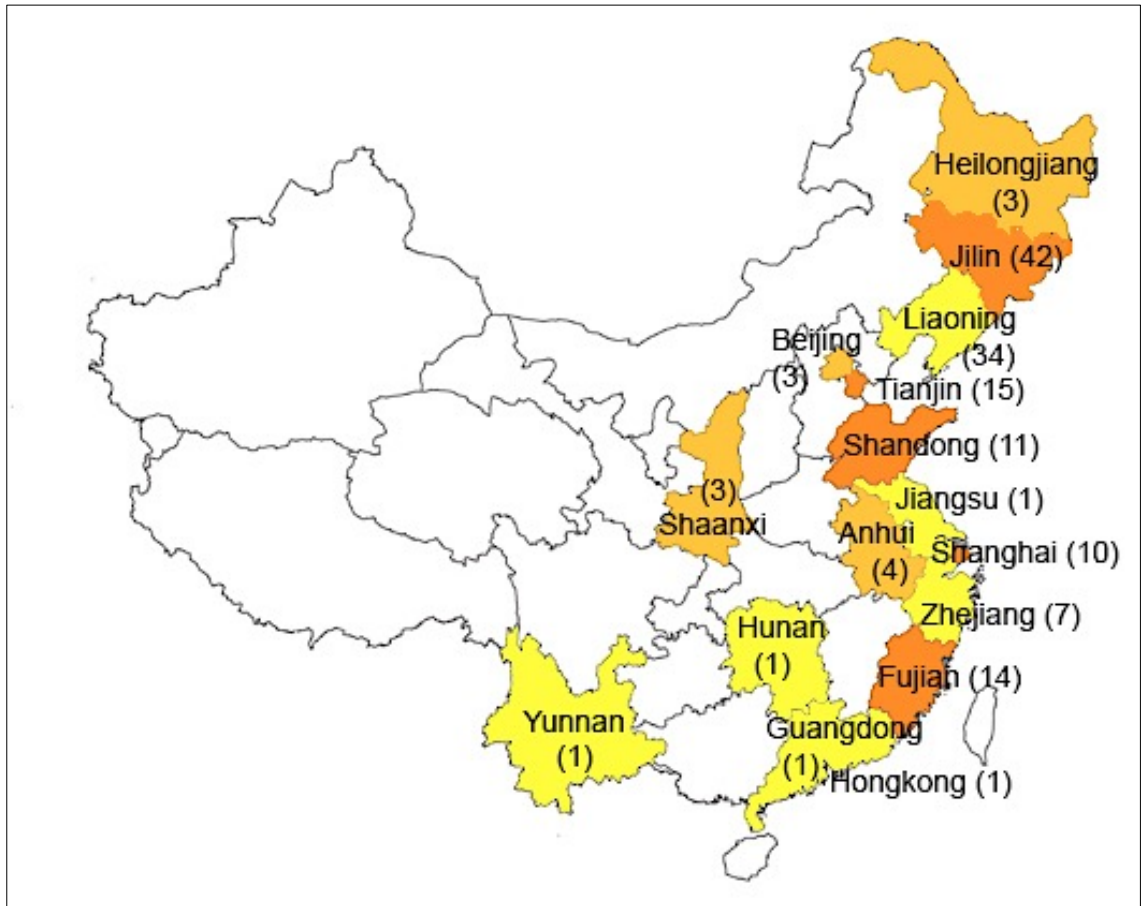 Heilongjiang
(3)
Jilin (42)
Liaoning
(34)
Beijing
(3)
Tianjin (15)
Shandong (11)
(3)
Shaanxi
Jiangsu (1)
Anhui
(4)
Shanghai (10)
Zhejiang (7)
Hunan
(1)
Fujian (14)
Yunnan
(1)
Guangdong
(1)
Hongkong (1)